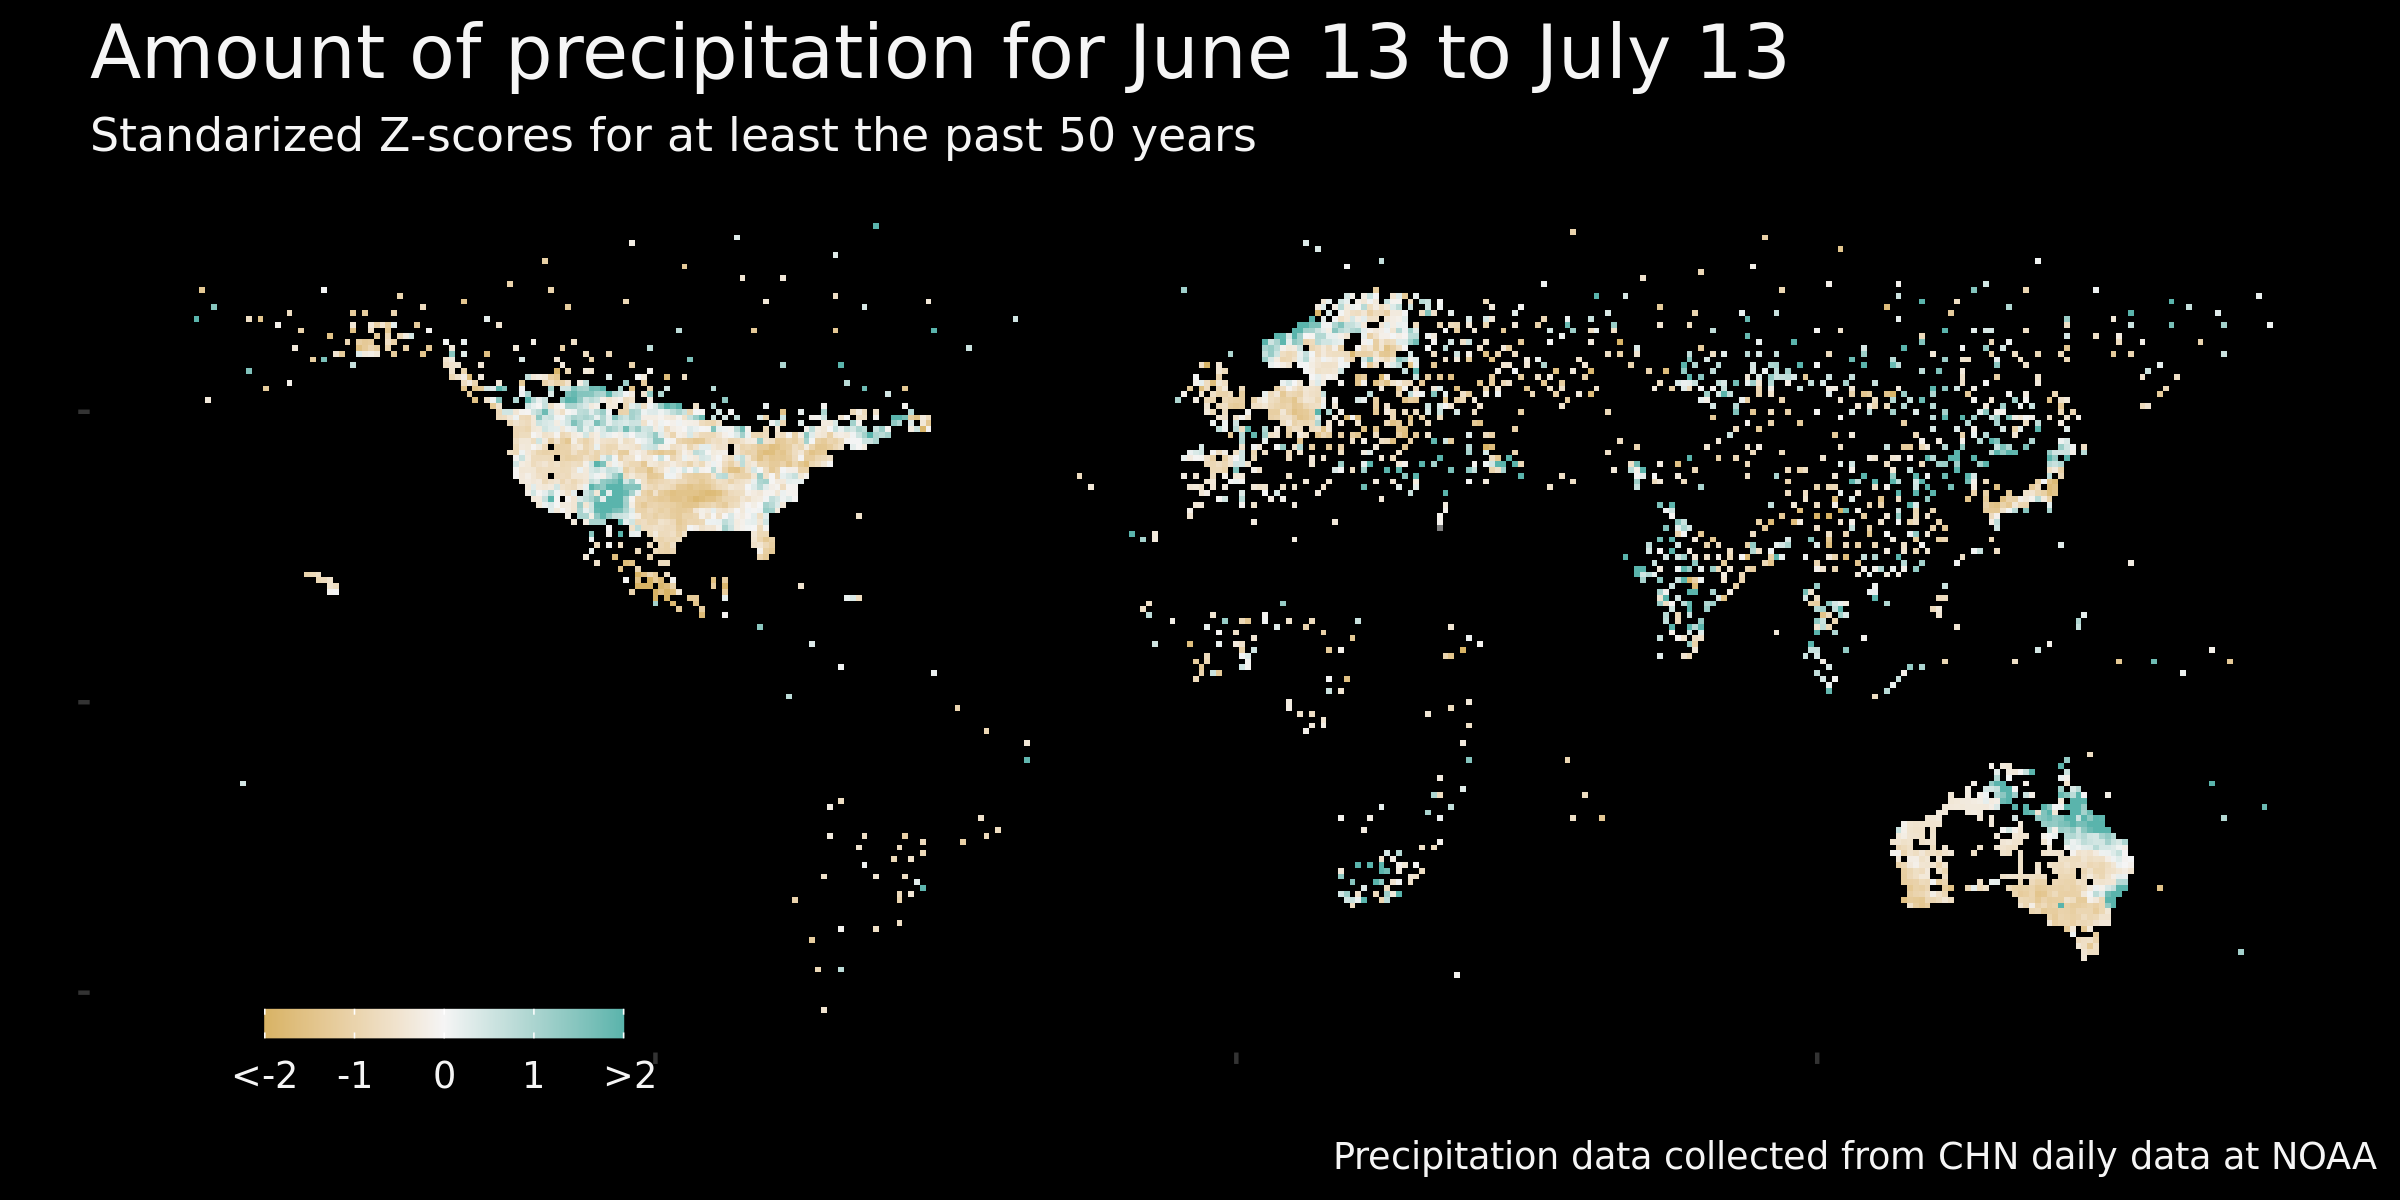 Amount of precipitation for June 13 to July 13
Standarized Z-scores for at least the past 50 years
<-2 -1 0 1 >2
Precipitation data collected from CHN daily data at NOAA